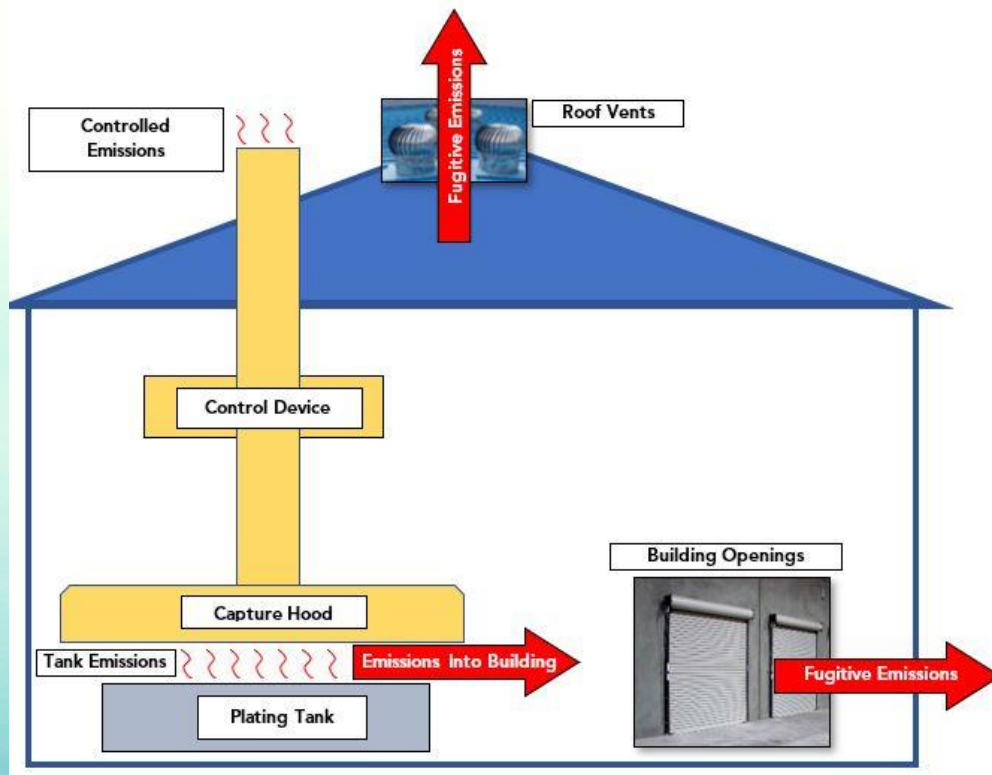 Controlled
Emissions
Fugitive Emissions
Roof Vents
Control Device
Building Openings
Capture Hood
Tank Emissions
Emissions Into Building
Fugitive Emissions
Plating Tank